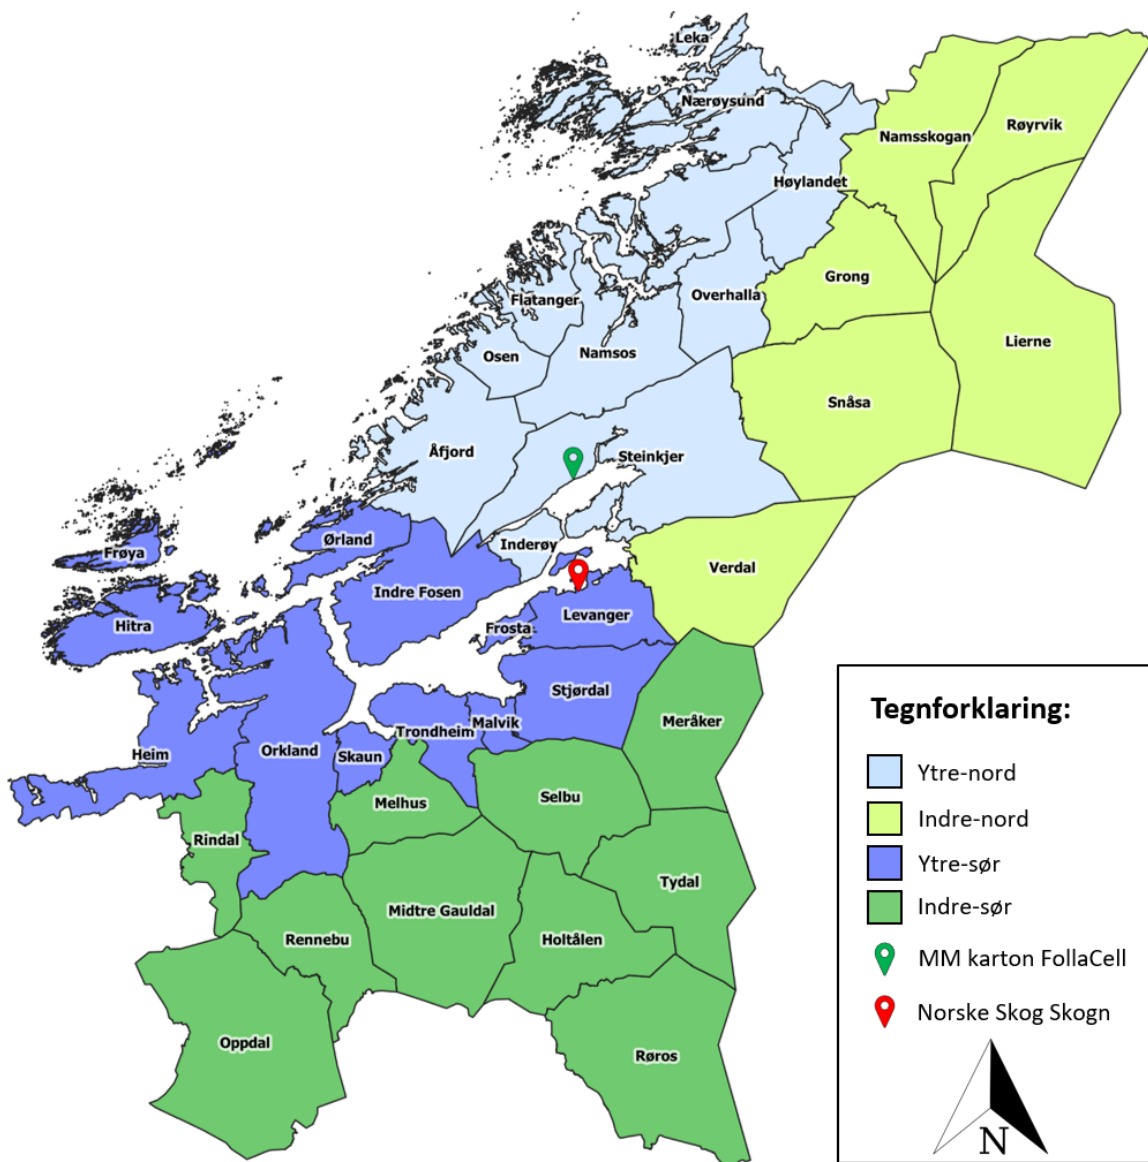 Leka
Nærøysund
Røyrvik
Namsskogan
Høylandet
Grong
Overhalla
Flatanger
Lierne
Namsos
Osen
Snåsa
Åfjord
Steinkjer
Ørland
Inderøy
Frøya
Verdal
Indre Fosen
Levanger
Hitra
Frosta
Stjørdal
Malvik
Meråker
Trondheim
Heim
Orkland
Skaun
Selbu
Melhus
Rindal
Tydal
Midtre Gauldal
Rennebu
Holtålen
Oppdal
Røros
Tegnforklaring:
Ytre-nord
Indre-nord
Ytre-sør
Indre-sør
MM karton FollaCell
Norske Skog Skogn
N